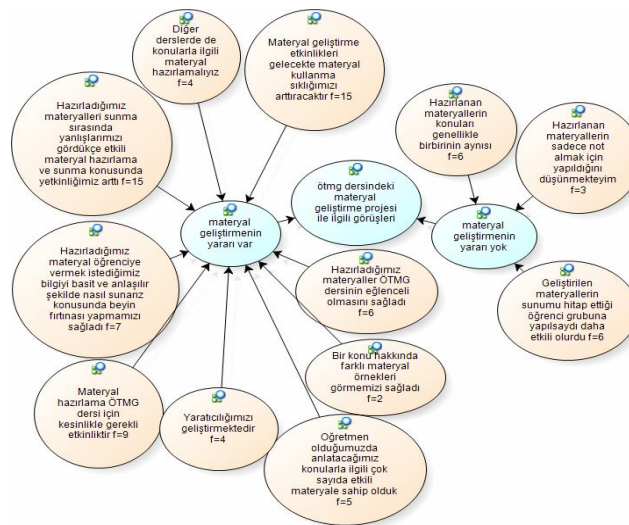 Diğer
derslerde de
konularla ilgili
materyal
hazırlamalıyız
f=4
Materyal geliştirme
etkinlikleri
gelecekte materyal
kullanma
sıklığımızı
arttıracaktır f=15
Hazırladığımız
materyalleri sunma
sırasında
yanlışlarımızı
gördükçe etkili
materyal hazırlama
ve sunma konusunda
yetkinliğimiz arttı f=15
Hazırlanan
materyallerin
konuları
genellikle
birbirinin aynısı
f=6
Hazırlanan
materyallerin
sadece not
almak için
yapıldığını
düşünmekteyim
f=3
ötmg dersindeki
materyal
geliştirme projesi
ile ilgili görüşleri
materyal
geliştirmenin
yararı var
materyal
geliştirmenin
yararı yok
Hazırladığımız
materyal öğrenciye
vermek istediğimiz
bilgiyi basit ve anlaşılır
şekilde nasıl sunarız
konusunda beyin
fırtınası yapmamızı
sağladı f=7
Hazırladığımız
materyaller ÖTMG
dersinin eğlenceli
olmasını sağladı
f=6
Geliştirilen
materyallerin
sunumu hitap ettiği
öğrenci grubuna
yapılsaydı daha
etkili olurdu f=6
Bir konu hakkında
farklı materyal
örnekleri
görmemizi sağladı
f=2
Materyal
hazırlama ÖTMG
dersi için
kesinlikle gerekli
etkinliktir f=9
Yaratıcılığımızı
geliştirmektedir
f=4
Oğretmen
olduğumuzda
anlatacağımız
konularla ilgili çok
sayıda etkili
materyale sahip olduk
f=5